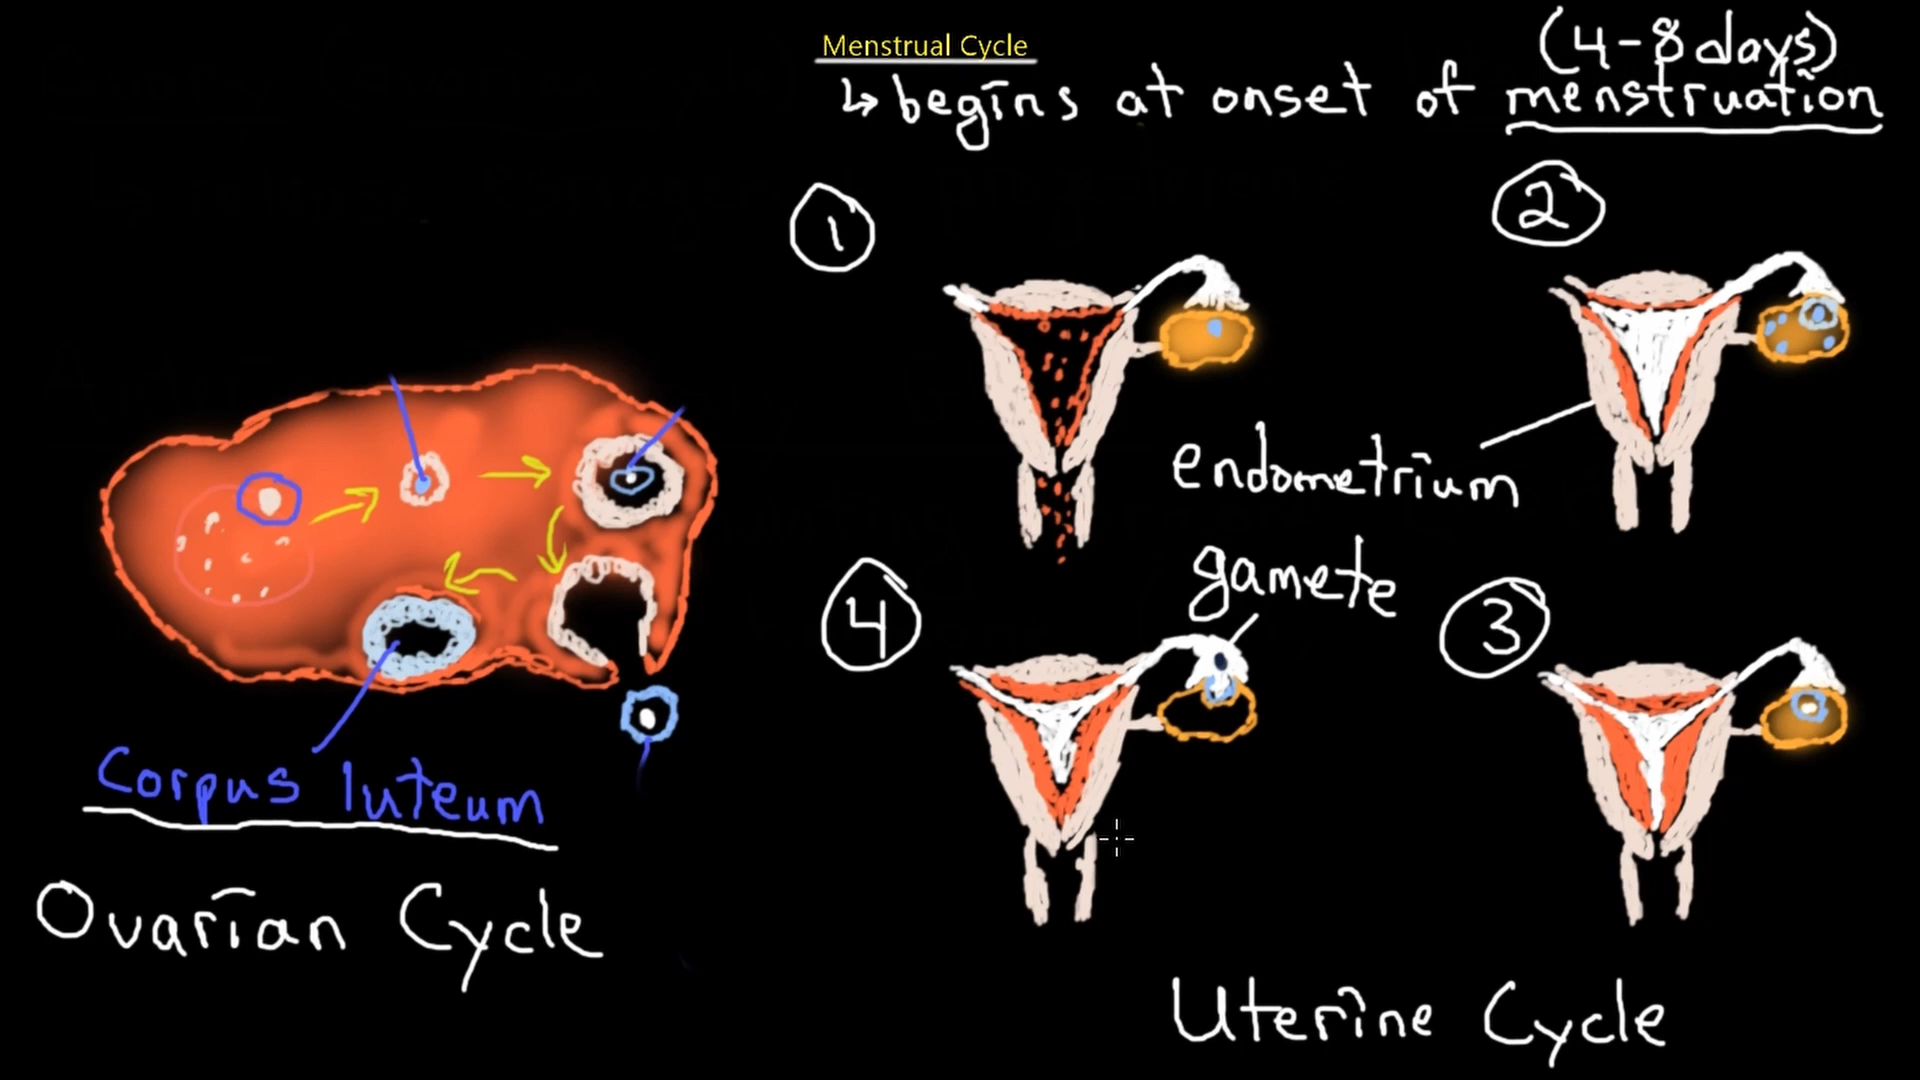 Menstrual Cycle
(4-8 days)
↳ begins at onset of menstruation
1
2
endometrium
gamete
4
3
Corpus luteum
Ovarian Cycle
Uterine Cycle